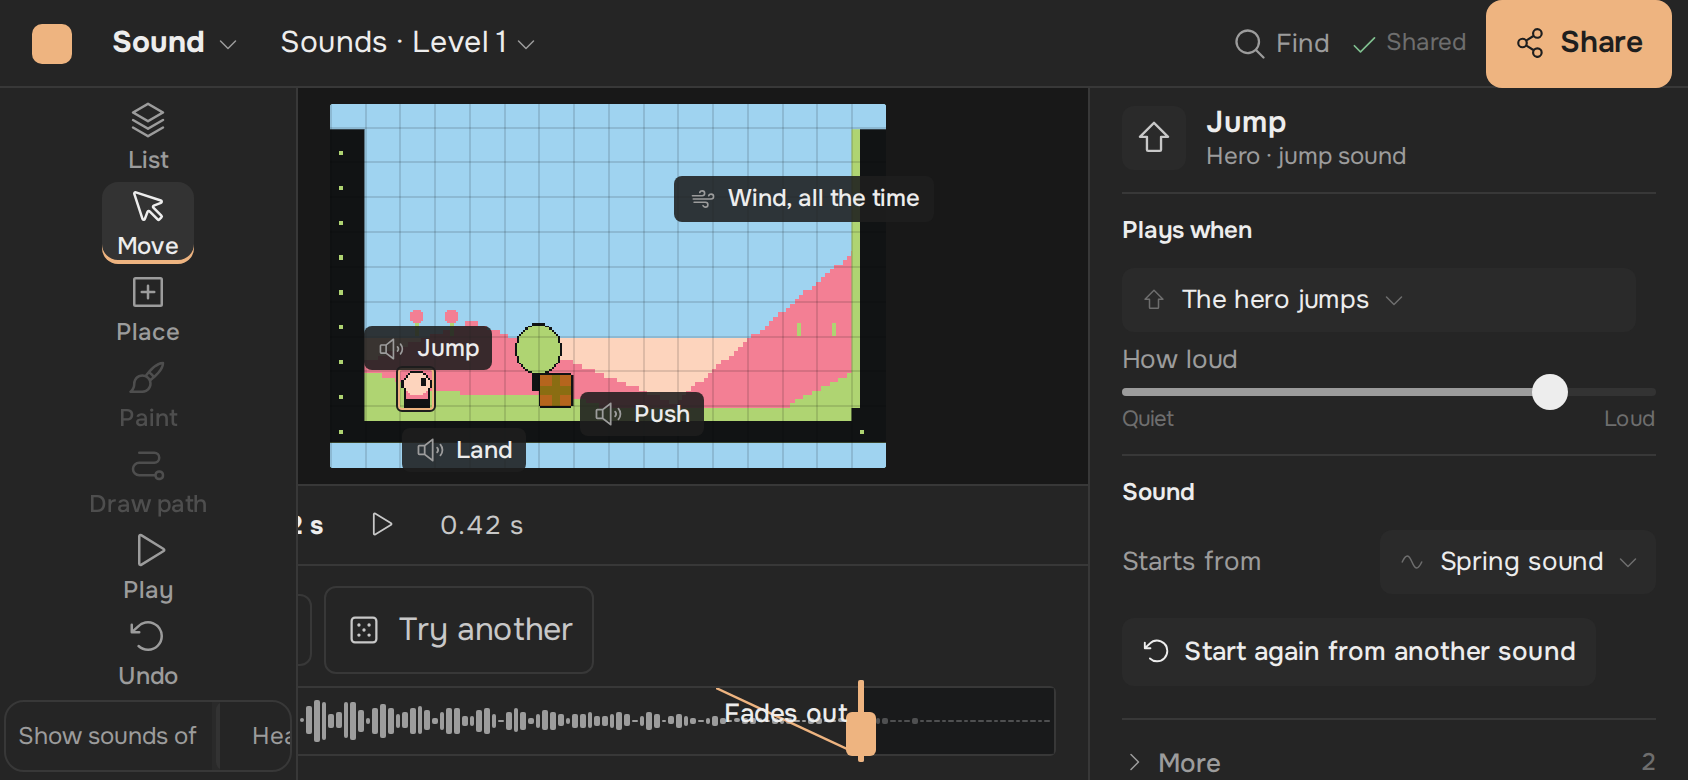 Sound
Sounds · Level 1
Find
Shared
Share
List
Move
Place
Paint
Draw path
Play
Undo
Show sounds of
Wind, all the time
Jump
Push
Land
s
0.42 s
Try another
Fades out
Jump
Hero · jump sound
Plays when
The hero jumps
How loud
Quiet
Loud
Sound
Starts from
Spring sound
Start again from another sound
More
2